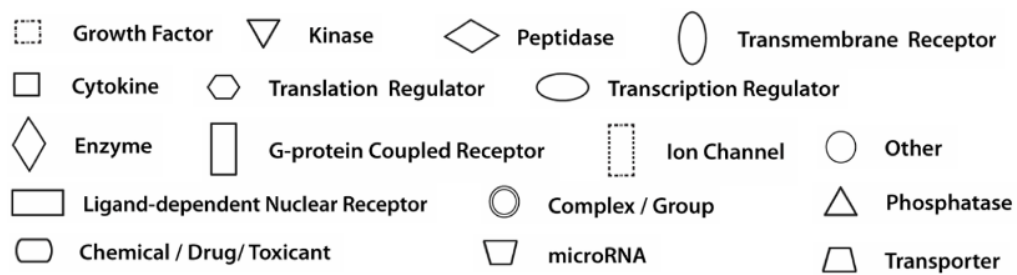 Growth Factor Kinase Peptidase Transmembrane Receptor
Cytokine Translation Regulator Transcription Regulator
Enzyme G-protein Coupled Receptor Ion Channel Other
Ligand-dependent Nuclear Receptor Complex / Group Phosphatase
Chemical / Drug/ Toxicant microRNA Transporter